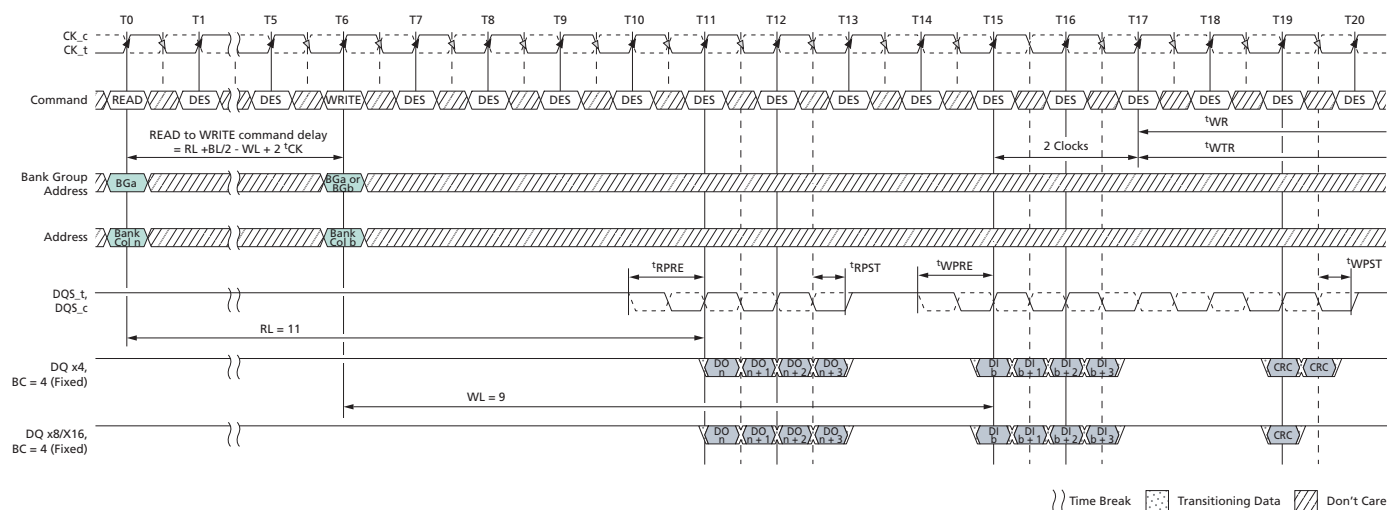 T0 T1 T5 T6 T7 T8 T9 T10 T11 T12 T13 T14 T15 T16 T17 T18 T19 T20
CK_c
CK_t
Command READ DES DES WRITE DES DES DES DES DES DES DES DES DES DES DES DES DES DES
READ to WRITE command delay
= RL +BL/2 - WL + 2 tCK
tWR
2 Clocks
tWTR
Bank Group
Address
BGa
BGa or
BGb
Address
Bank
Col n
Bank
Col b
tRPRE
tRPST
tWPRE
tWPST
DQS_t,
DQS_c
RL = 11
DQ x4,
BC = 4 (Fixed)
DO
n
DO
n + 1
DO
n + 2
DO
n + 3
DI
b
DI
b + 1
DI
b + 2
DI
b + 3
CRC
CRC
WL = 9
DQ x8/X16,
BC = 4 (Fixed)
DO
n
DO
n + 1
DO
n + 2
DO
n + 3
DI
b
DI
b + 1
DI
b + 2
DI
b + 3
CRC
Time Break
Transitioning Data
Don't Care